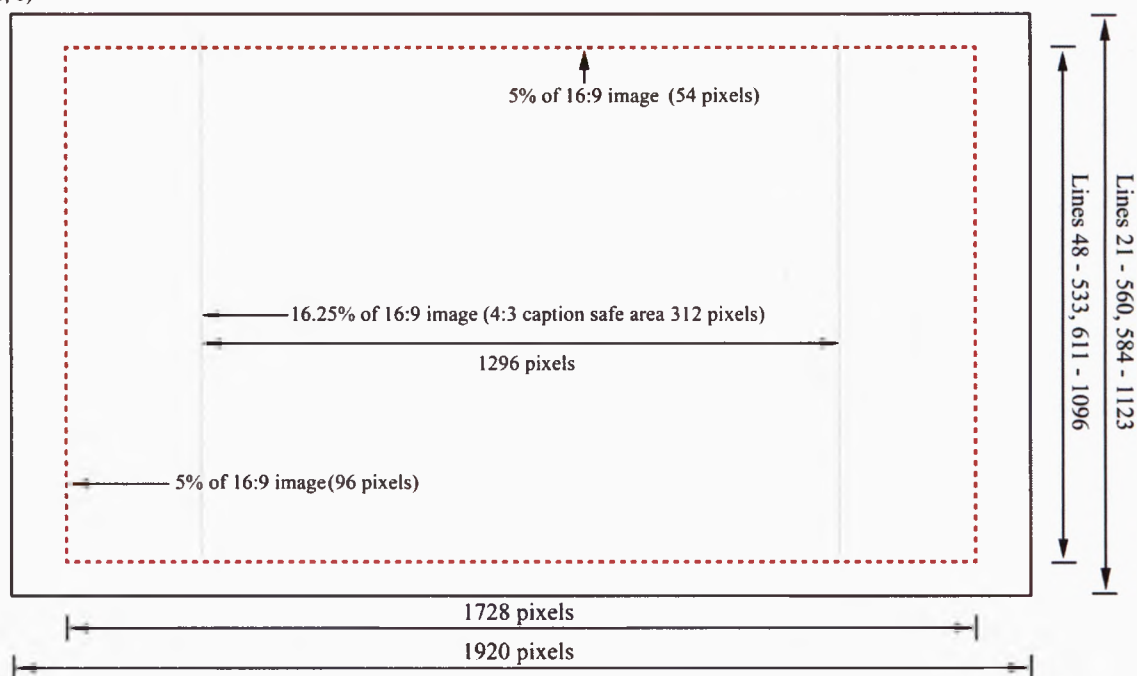 5% of 16:9 image (54 pixels)
16.25% of 16:9 image (4:3 caption safe area 312 pixels)
1296 pixels
5% of 16:9 image (96 pixels)
1728 pixels
1920 pixels
Lines 48 - 533, 611 - 1096
Lines 21 - 560, 584 - 1123